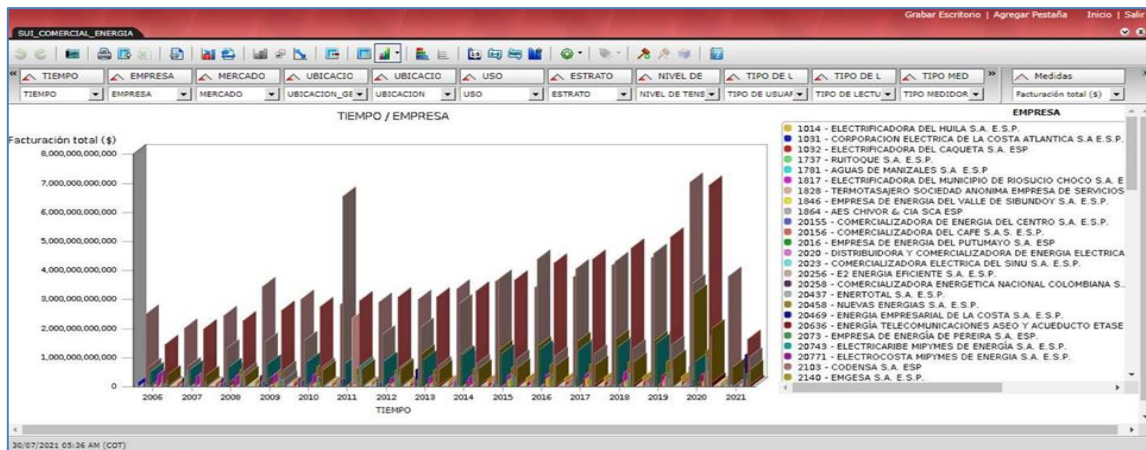 Grabar Escritorio | Agregar Pestaña Inicio | Salir
SUI_COMERCIAL_ENERGIA
TIEMPO EMPRESA MERCADO UBICACIO UBICACIO USO ESTRATO NIVEL DE TIPO DE L TIPO DE L TIPO MED Medidas
TIEMPO EMPRESA MERCADO UBICACION_GE UBICACION USO ESTRATO NIVEL DE TENS TIPO DE USUAF TIPO DE LECTU TIPO MEDIDOR Facturación total ($)
TIEMPO / EMPRESA
Facturación total ($)
8,000,000,000,000
7,000,000,000,000
6,000,000,000,000
5,000,000,000,000
4,000,000,000,000
3,000,000,000,000
2,000,000,000,000
1,000,000,000,000
0
2006 2007 2008 2009 2010 2011 2012 2013 2014 2015 2016 2017 2018 2019 2020 2021
TIEMPO
EMPRESA
1014 - ELECTRIFICADORA DEL HUILA S.A. E.S.P.
1031 - CORPORACION ELECTRICA DE LA COSTA ATLANTICA S.A E.S.P.
1032 - ELECTRIFICADORA DEL CAQUETA S.A. ESP
1737 - RUITOQUE S.A. E.S.P.
1781 - AGUAS DE MANIZALES S.A E.S.P
1817 - ELECTRIFICADORA DEL MUNICIPIO DE RIOSUCIO CHOCO S.A. E
1828 - TERMOTASAJERO SOCIEDAD ANONIMA EMPRESA DE SERVICIOS
1846 - EMPRESA DE ENERGIA DEL VALLE DE SIBUNDOY S.A. E.S.P.
1864 - AES CHIVOR & CIA SCA ESP
20155 - COMERCIALIZADORA DE ENERGIA DEL CENTRO S.A. E.S.P.
20156 - COMERCIALIZADORA DEL CAFE S.A.S. E.S.P.
2016 - EMPRESA DE ENERGIA DEL PUTUMAYO S.A. ESP
2020 - DISTRIBUIDORA Y COMERCIALIZADORA DE ENERGIA ELECTRICA
2023 - COMERCIALIZADORA ELECTRICA DEL SINU S.A. E.S.P.
20256 - E2 ENERGIA EFICIENTE S.A. E.S.P.
20258 - COMERCIALIZADORA ENERGETICA NACIONAL COLOMBIANA S..
20437 - ENERTOTAL S.A. E.S.P.
20458 - NUEVAS ENERGIAS S.A. E.S.P.
20469 - ENERGIA EMPRESARIAL DE LA COSTA S.A. E.S.P.
20636 - ENERGÍA TELECOMUNICACIONES ASEO Y ACUEDUCTO ETASE
2073 - EMPRESA DE ENERGÍA DE PEREIRA S.A. ESP.
20743 - ELECTRICARIBE MIPYMES DE ENERGÍA S.A. E.S.P.
20771 - ELECTROCOSTA MIPYMES DE ENERGIA S.A. E.S.P.
2103 - CODENSA S.A. ESP
2140 - EMGESA S.A. E.S.P.
30/07/2021 05:36 AM (COT)